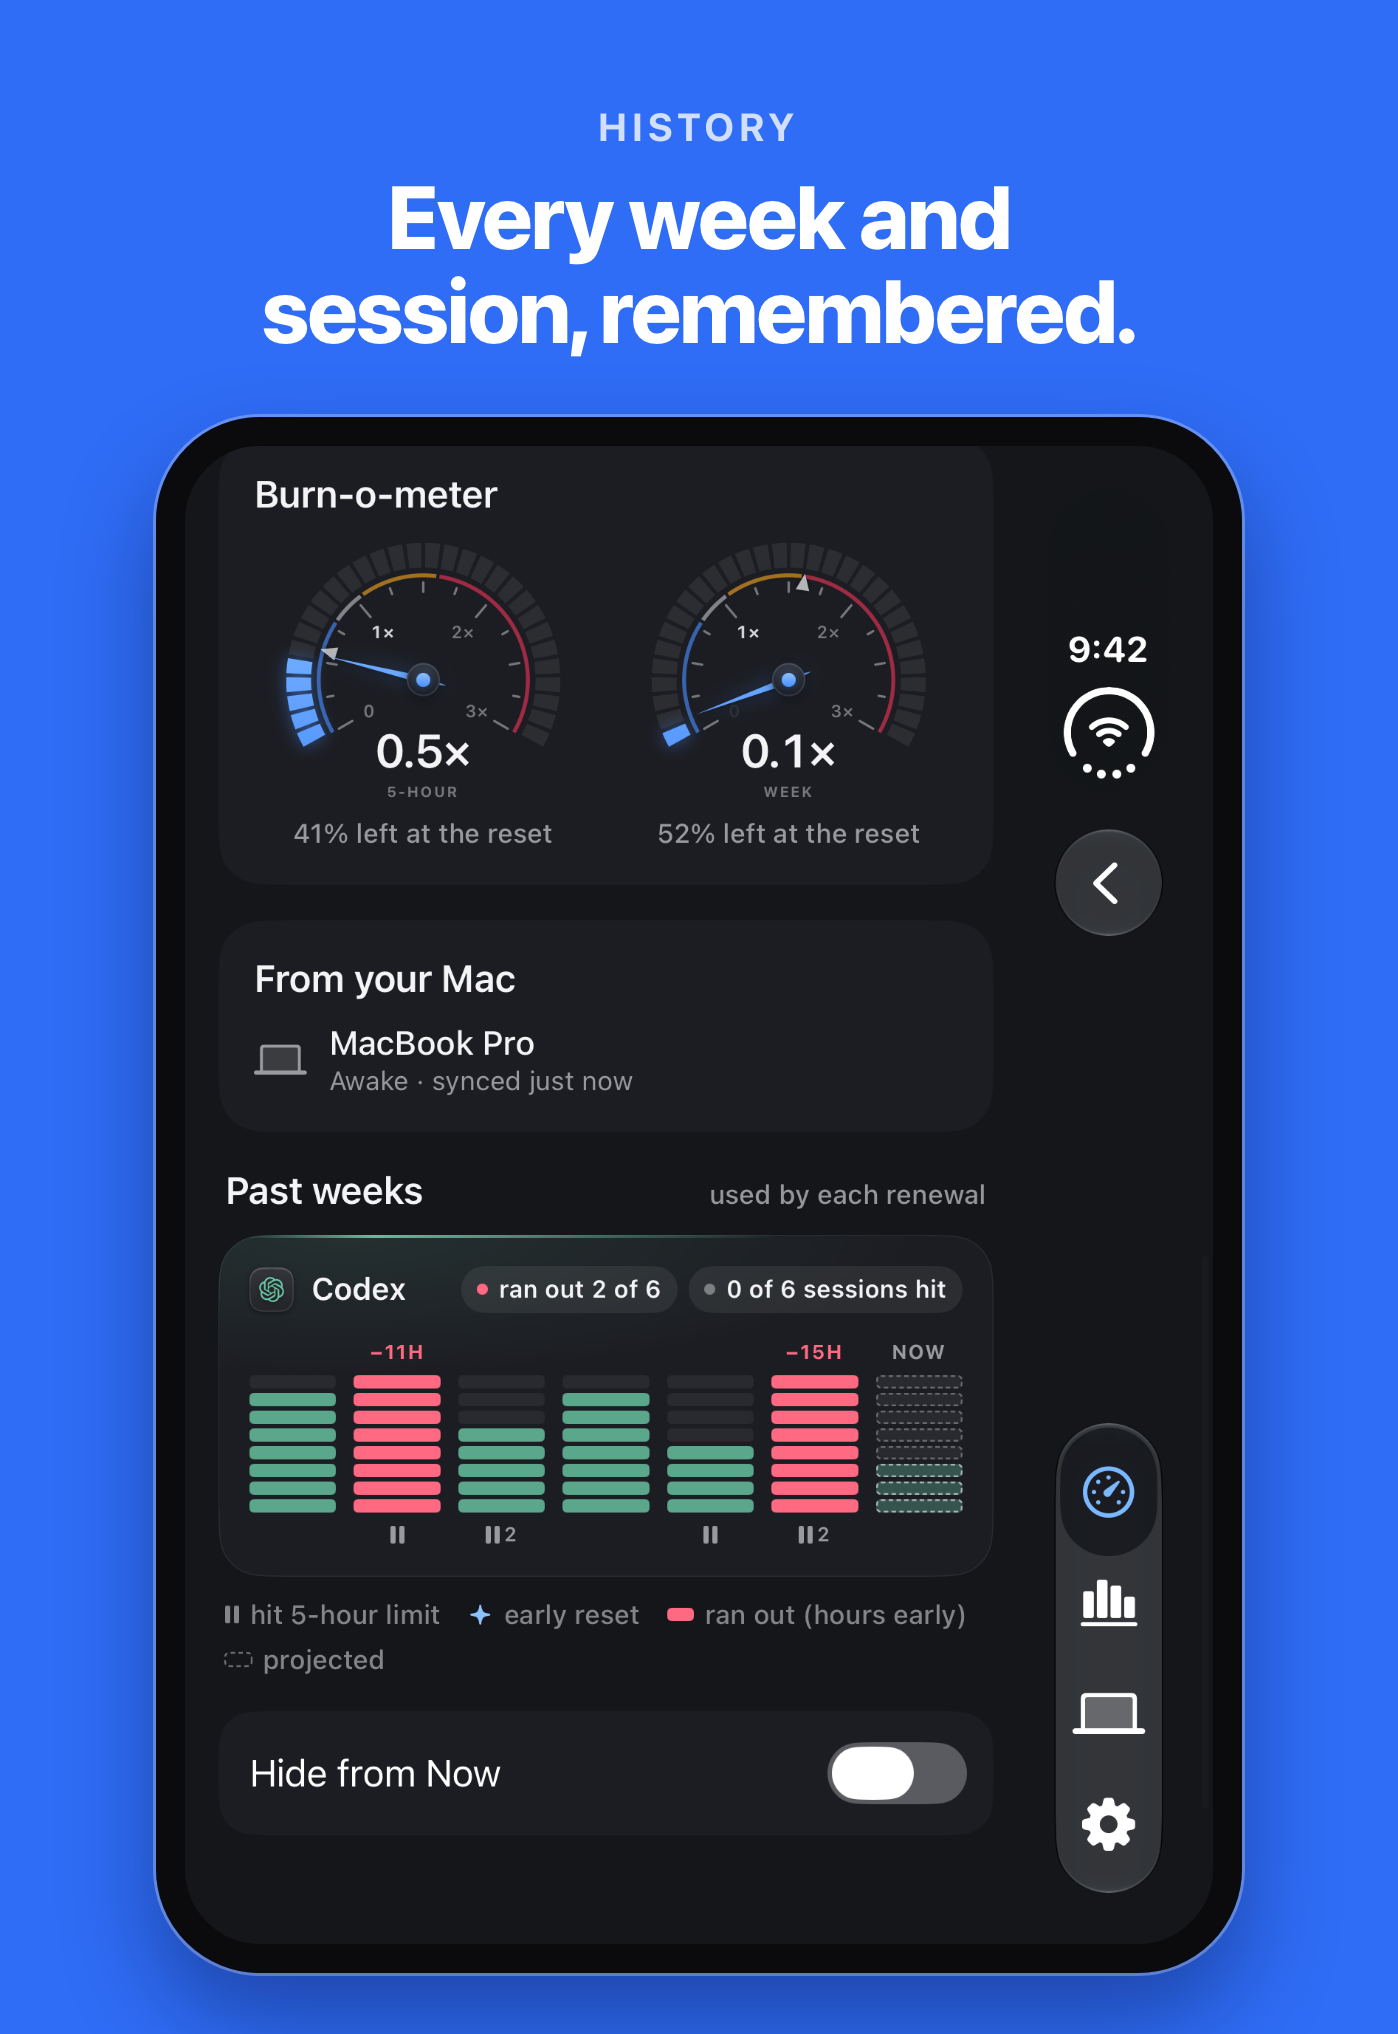 HISTORY
Every week and
session, remembered.
Burn-o-meter
1× 2×
0 3×
0.5×
5-HOUR
41% left at the reset
1× 2×
0 3×
0.1×
WEEK
52% left at the reset
9:42
From your Mac
MacBook Pro
Awake · synced just now
Past weeks
used by each renewal
Codex
ran out 2 of 6
0 of 6 sessions hit
–11H
–15H
NOW
2
2
hit 5-hour limit
early reset
ran out (hours early)
projected
Hide from Now